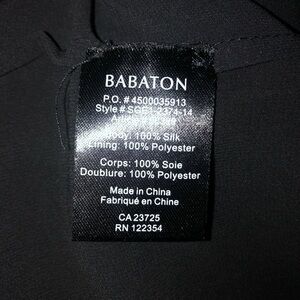 BABATON
P.O. # 4500035913
Body: 100% Silk
Lining: 100% Polyester
Corps: 100% Soie
Doublure: 100% Polyester
Made in China
Fabriqué en Chine
CA 23725
RN 122354